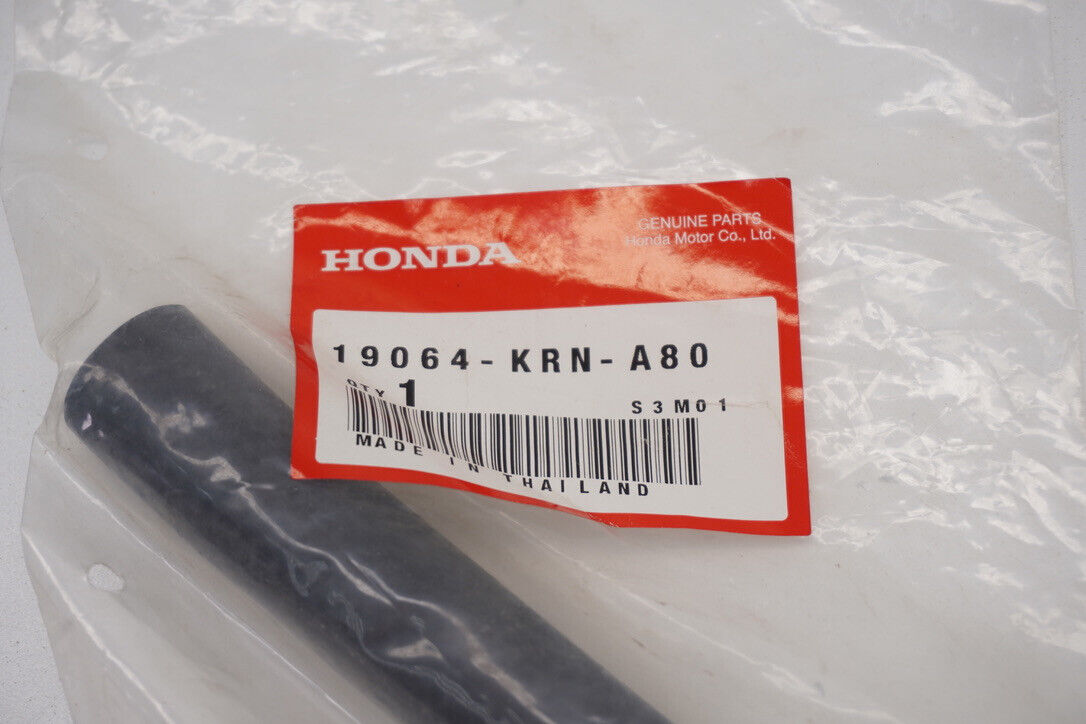 HONDA
GENUINE PARTS
Honda Motor Co., Ltd.
19064-KRN-A80
QTY 1
S3M01
MADE IN THAILAND